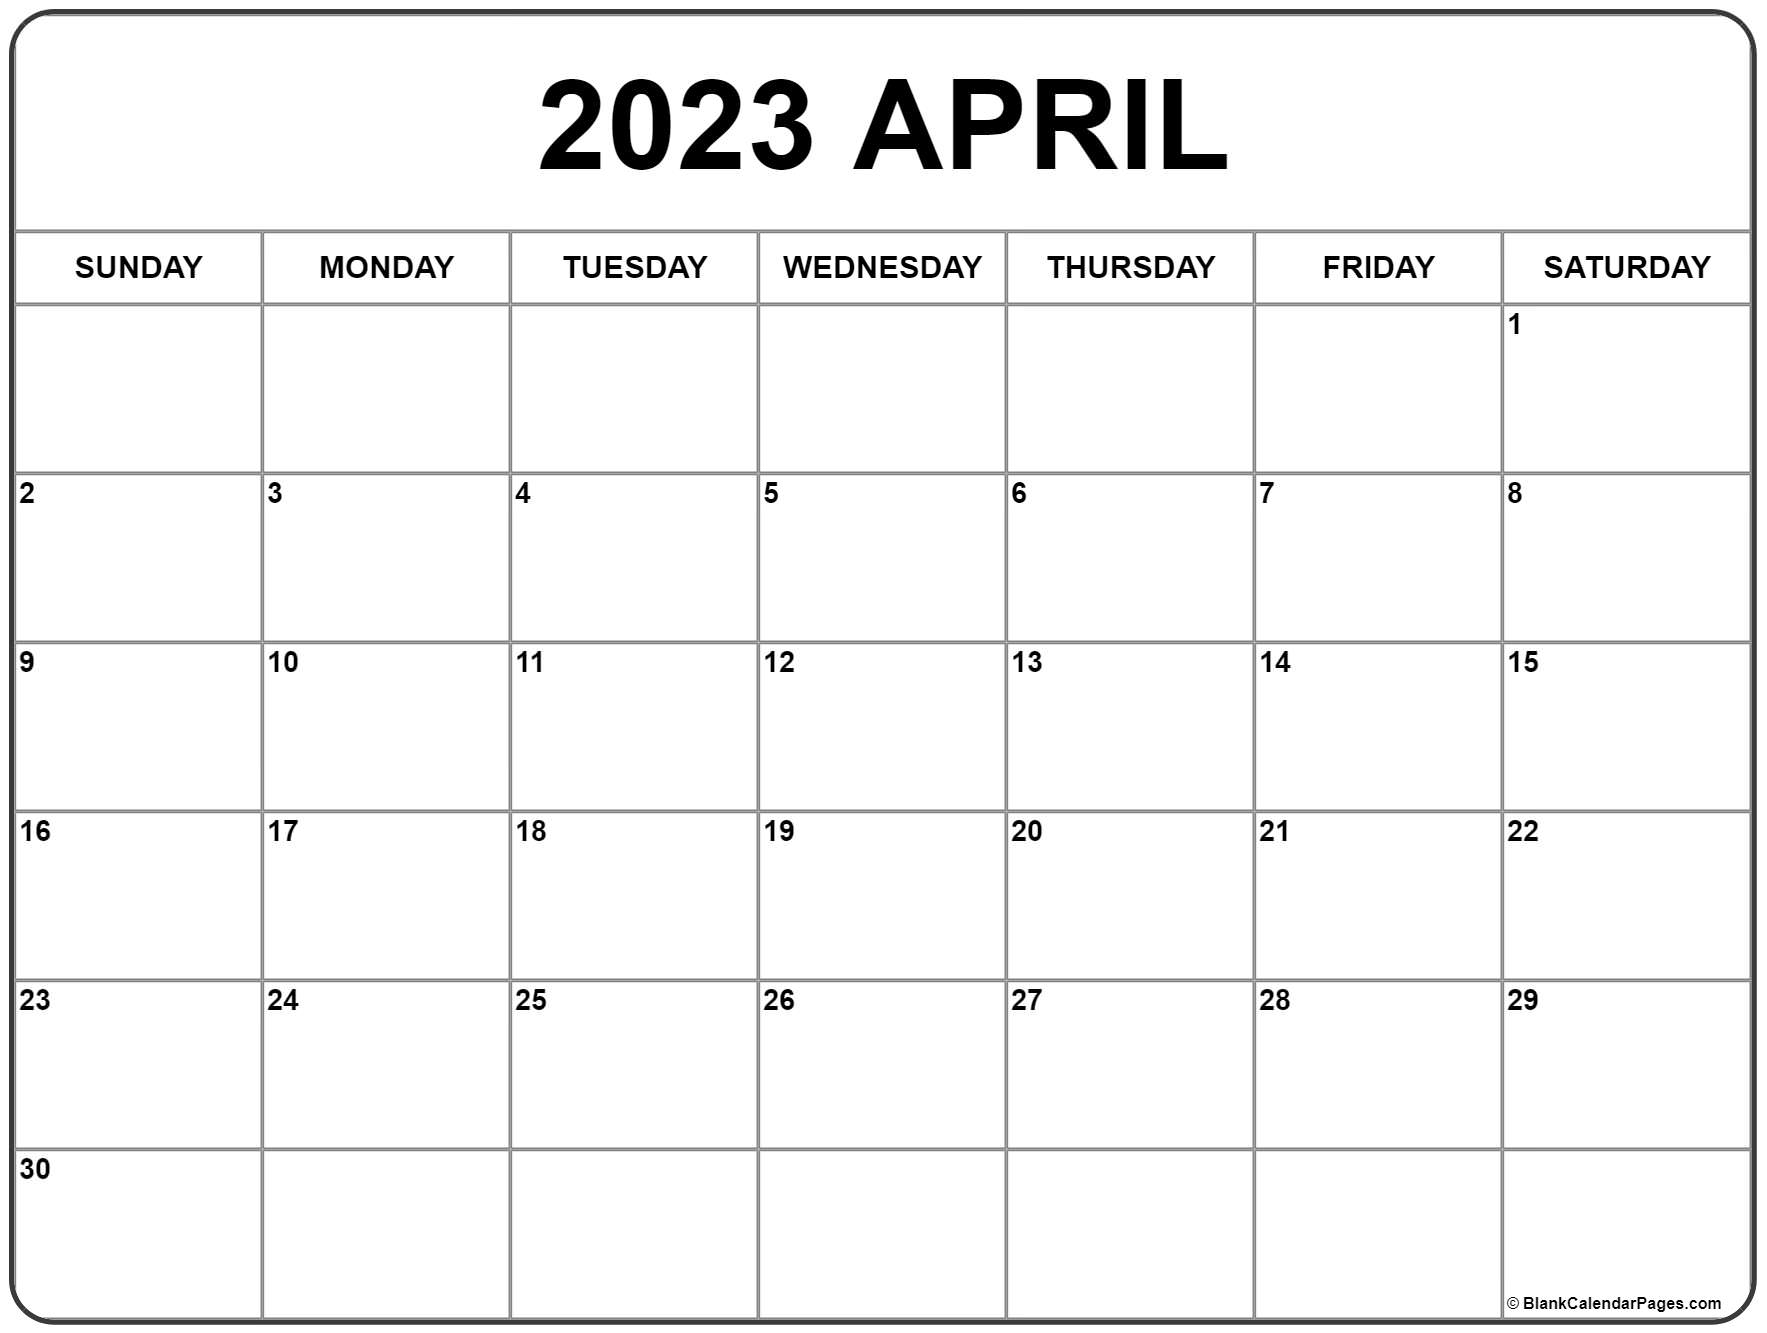 2023 APRIL
SUNDAY MONDAY TUESDAY WEDNESDAY THURSDAY FRIDAY SATURDAY
1
2 3 4 5 6 7 8
9 10 11 12 13 14 15
16 17 18 19 20 21 22
23 24 25 26 27 28 29
30
© BlankCalendarPages.com